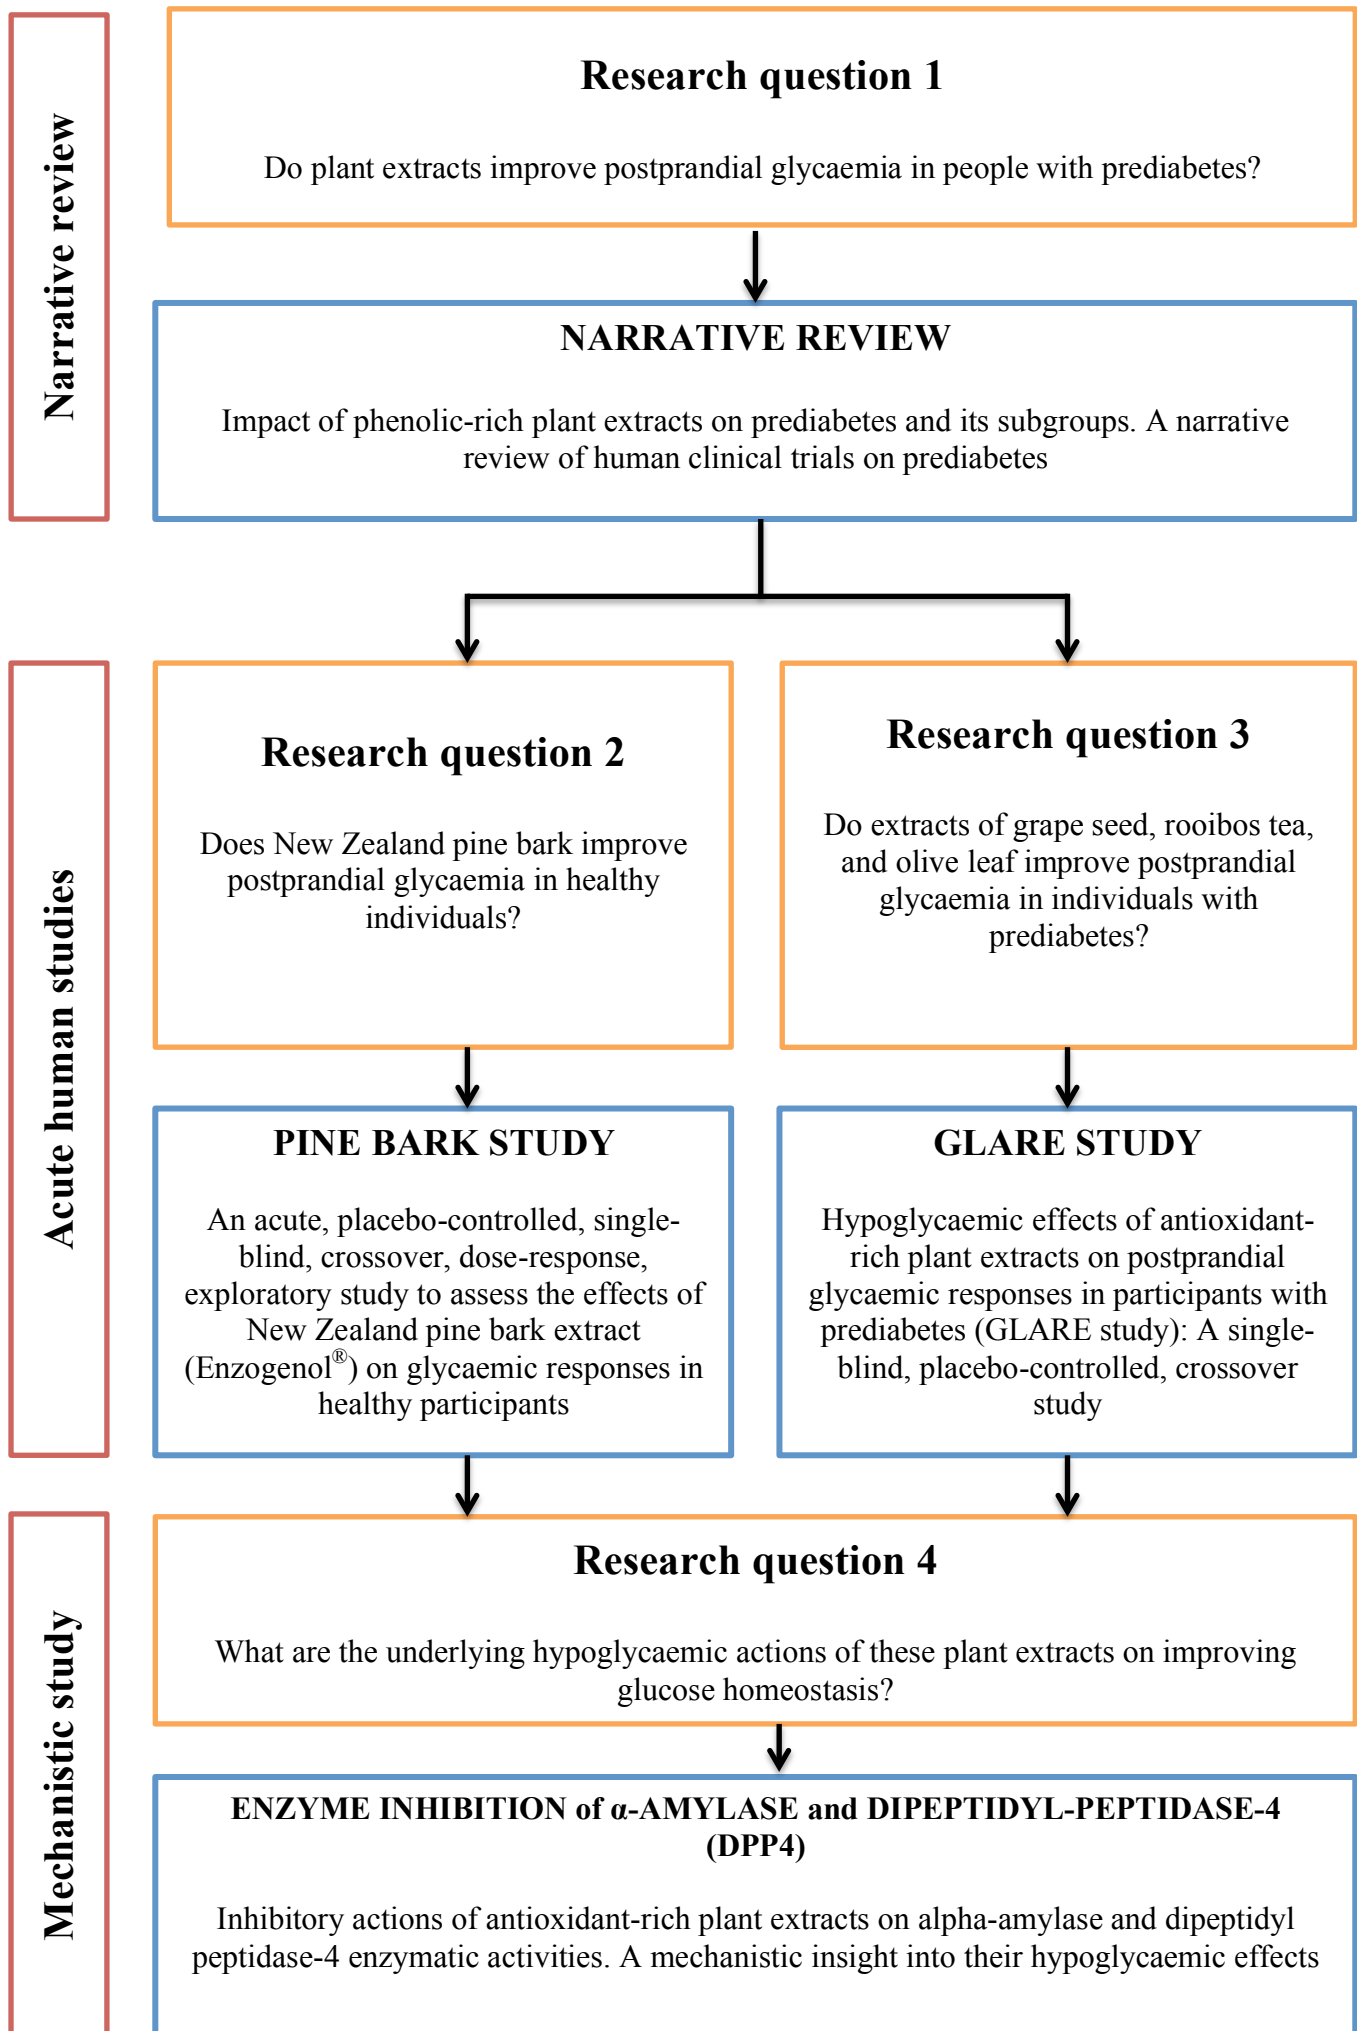 Narrative review
Research question 1
Do plant extracts improve postprandial glycaemia in people with prediabetes?
NARRATIVE REVIEW
Impact of phenolic-rich plant extracts on prediabetes and its subgroups. A narrative
review of human clinical trials on prediabetes
Acute human studies
Research question 2
Does New Zealand pine bark improve
postprandial glycaemia in healthy
individuals?
Research question 3
Do extracts of grape seed, rooibos tea,
and olive leaf improve postprandial
glycaemia in individuals with
prediabetes?
PINE BARK STUDY
An acute, placebo-controlled, single-
blind, crossover, dose-response,
exploratory study to assess the effects of
New Zealand pine bark extract
(Enzogenol®) on glycaemic responses in
healthy participants
GLARE STUDY
Hypoglycaemic effects of antioxidant-
rich plant extracts on postprandial
glycaemic responses in participants with
prediabetes (GLARE study): A single-
blind, placebo-controlled, crossover
study
Mechanistic study
Research question 4
What are the underlying hypoglycaemic actions of these plant extracts on improving
glucose homeostasis?
ENZYME INHIBITION of α-AMYLASE and DIPEPTIDYL-PEPTIDASE-4
(DPP4)
Inhibitory actions of antioxidant-rich plant extracts on alpha-amylase and dipeptidyl
peptidase-4 enzymatic activities. A mechanistic insight into their hypoglycaemic effects